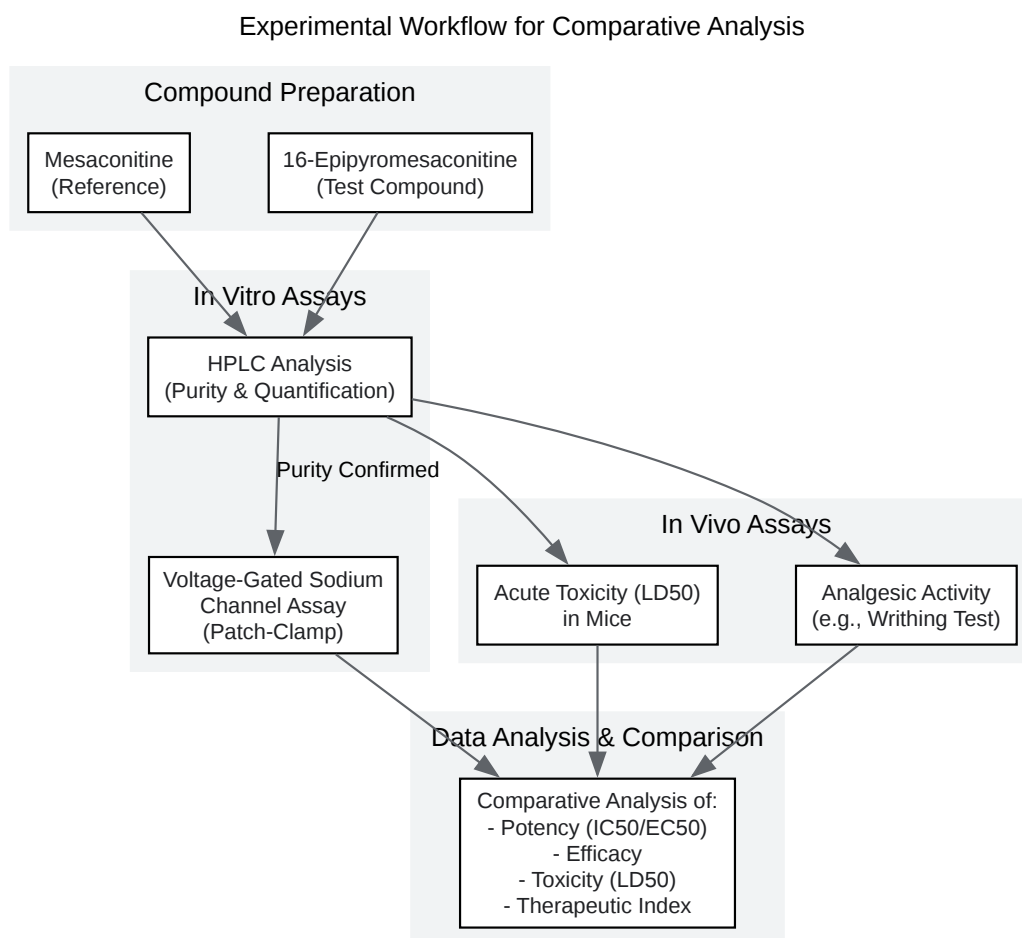 Experimental Workflow for Comparative Analysis
Compound Preparation
Mesaconitine
(Reference)
16-Epipyromesaconitine
(Test Compound)
In Vitro Assays
HPLC Analysis
(Purity & Quantification)
Purity Confirmed
Voltage-Gated Sodium
Channel Assay
(Patch-Clamp)
In Vivo Assays
Acute Toxicity (LD50)
in Mice
Analgesic Activity
(e.g., Writhing Test)
Data Analysis & Comparison
Comparative Analysis of:
- Potency (IC50/EC50)
- Efficacy
- Toxicity (LD50)
- Therapeutic Index